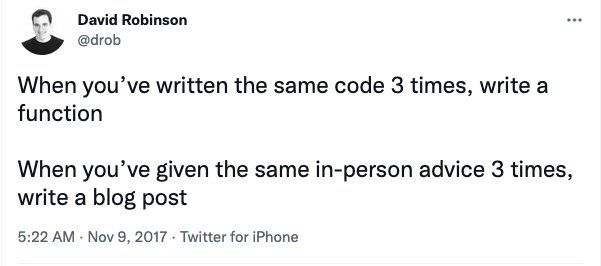 David Robinson
@drob
When you’ve written the same code 3 times, write a
function
When you’ve given the same in-person advice 3 times,
write a blog post
5:22 AM · Nov 9, 2017 · Twitter for iPhone